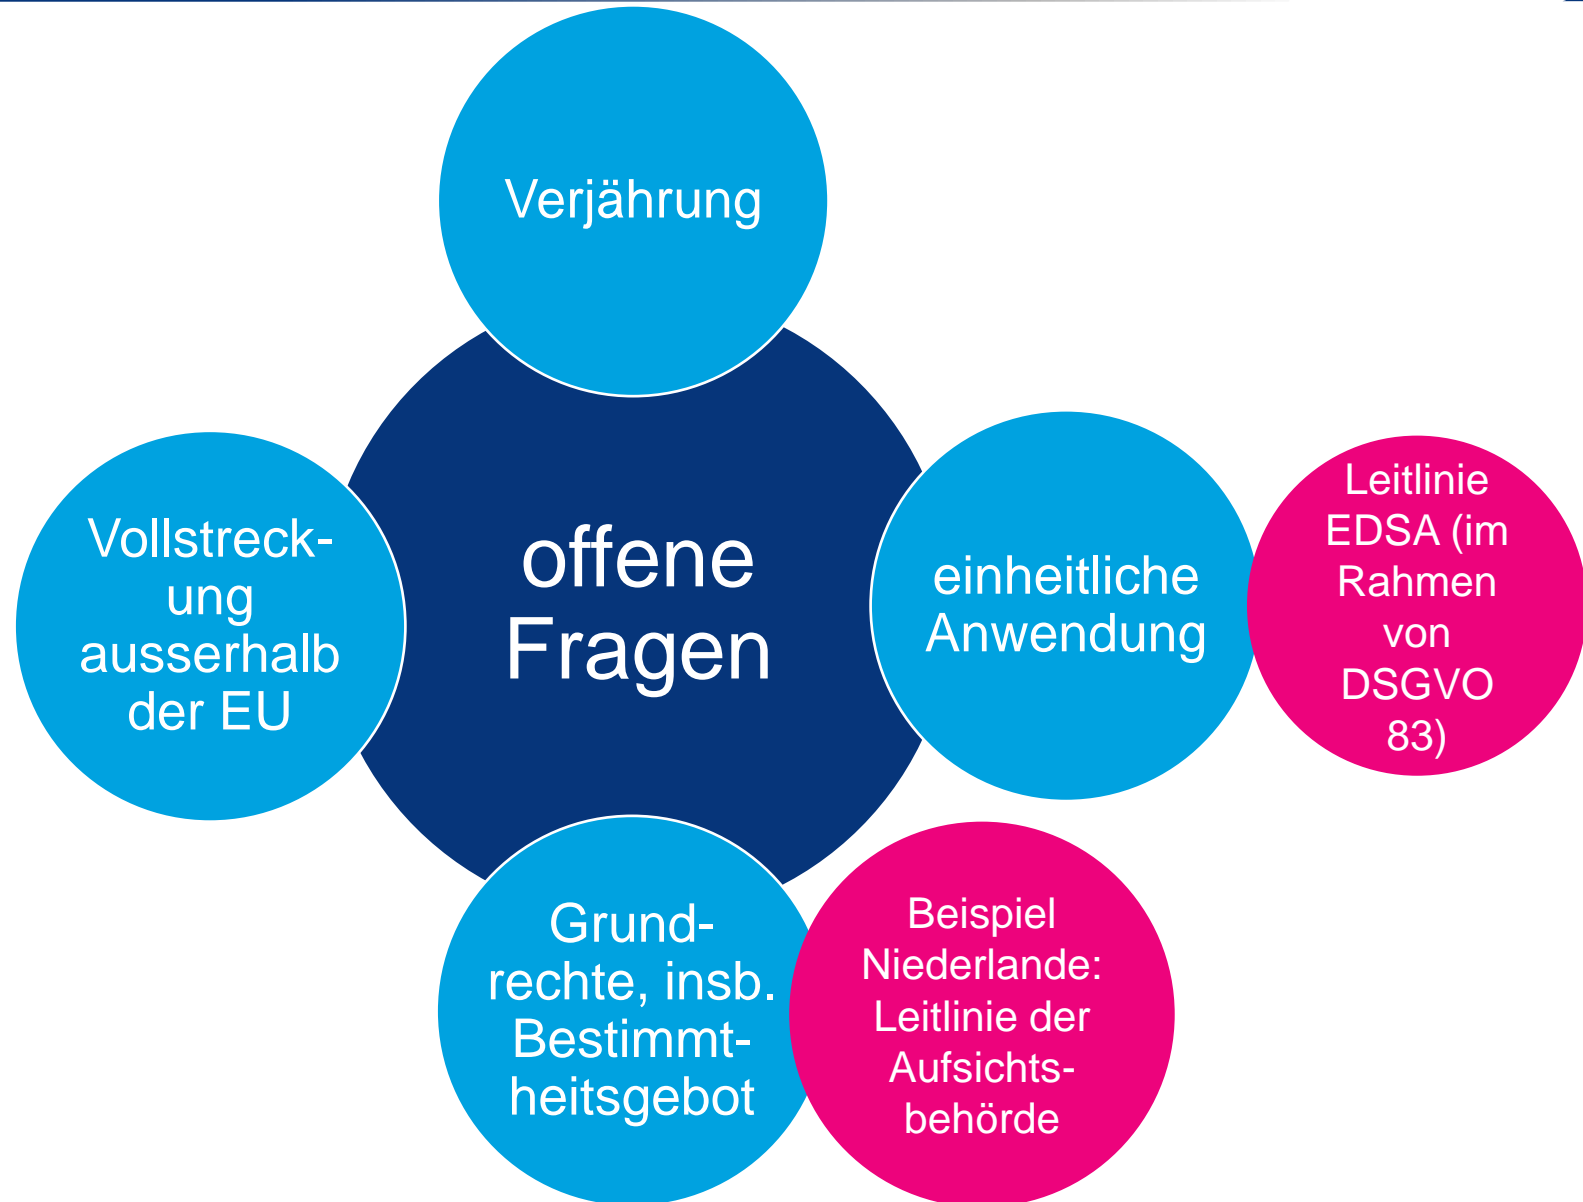 Verjährung
offene
Fragen
einheitliche
Anwendung
Leitlinie
EDSA (im
Rahmen
von
DSGVO
83)
Grund-
rechte, insb.
Bestimmt-
heitsgebot
Beispiel
Niederlande:
Leitlinie der
Aufsichts-
behörde
Vollstreck-
ung
ausserhalb
der EU